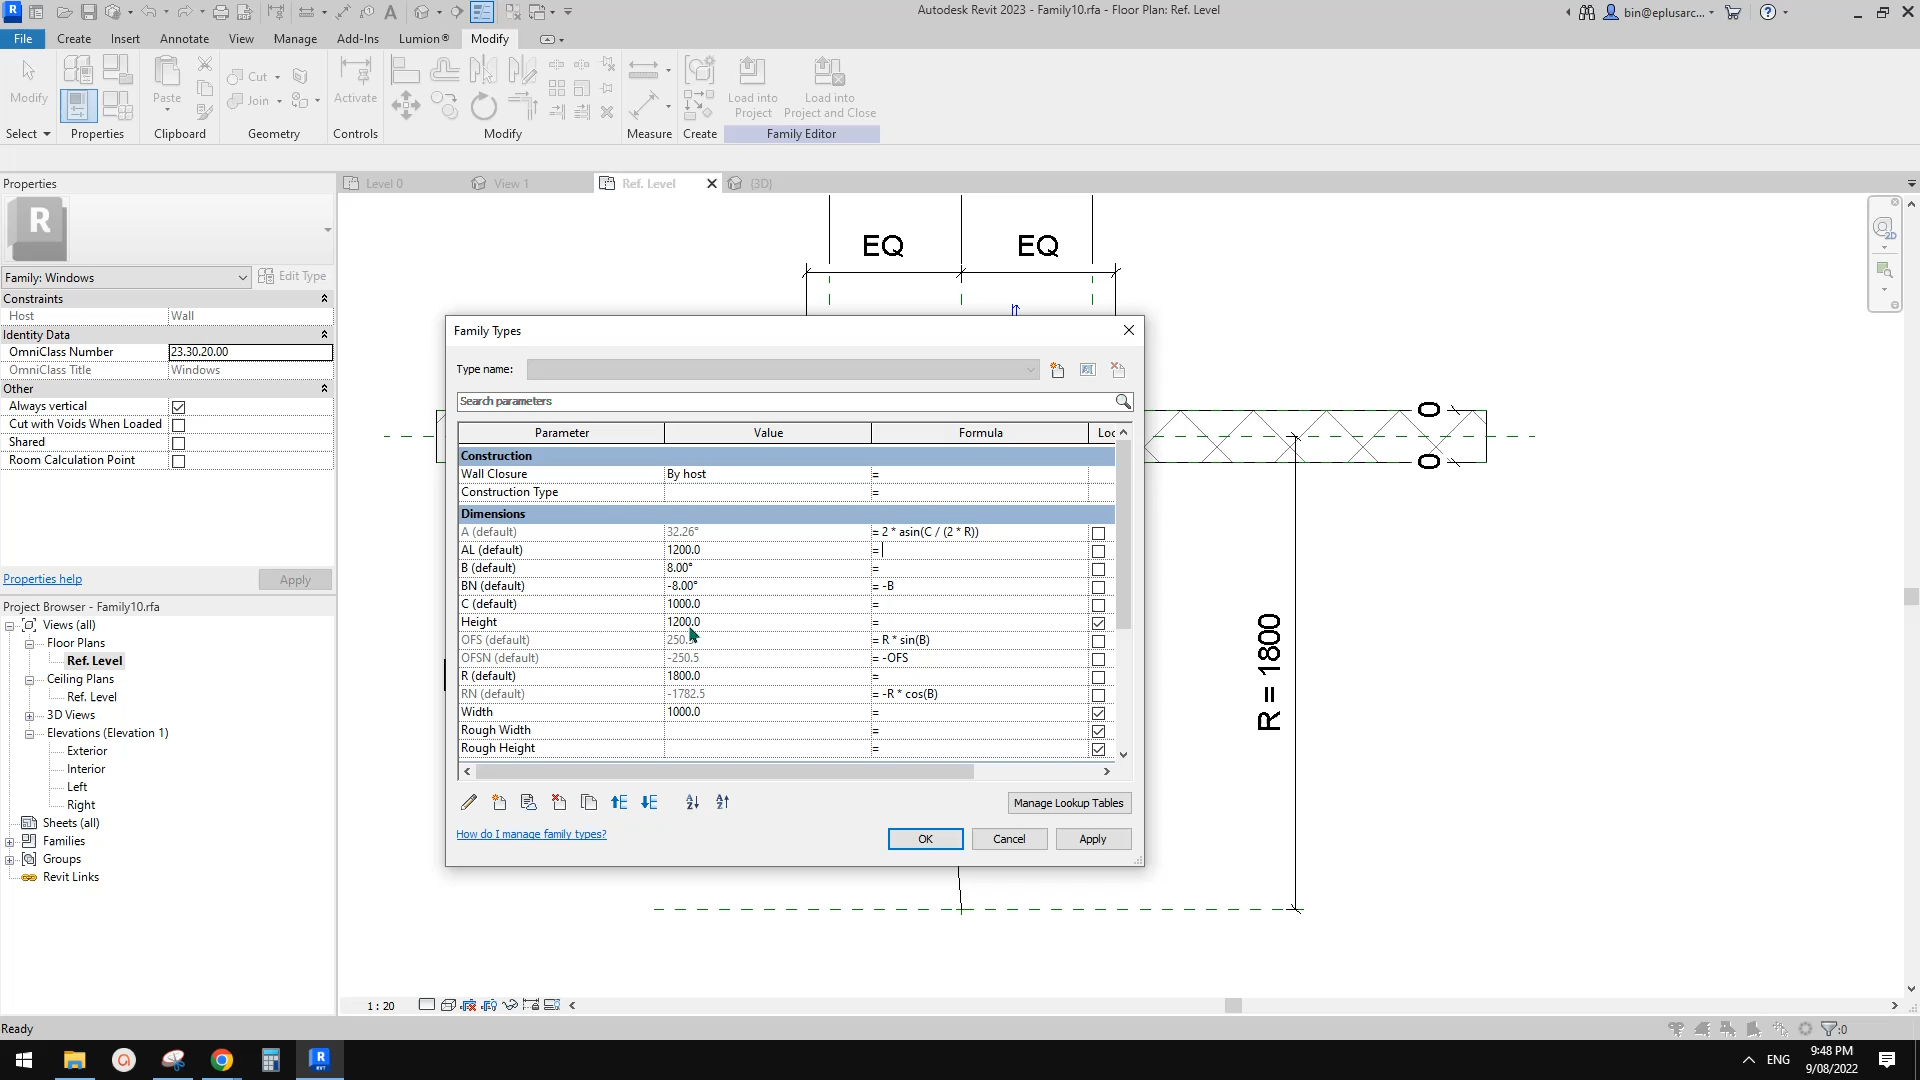 Autodesk Revit 2023 - Family10.rfa - Floor Plan: Ref. Level
bin@eplusarc...
File Create Insert Annotate View Manage Add-Ins Lumion® Modify
Modify
Paste
Cut
Join
Activate
Load into Project
Load into Project and Close
Select Properties Clipboard Geometry Controls Modify Measure Create Family Editor
Properties
Level 0
View 1
Ref. Level
{3D}
R
Family: Windows
Edit Type
Constraints
Host Wall
Identity Data
OmniClass Number 23.30.20.00
OmniClass Title Windows
Other
Always vertical
Cut with Voids When Loaded
Shared
Room Calculation Point
Properties help
Apply
Project Browser - Family10.rfa
Views (all)
Floor Plans
Ref. Level
Ceiling Plans
Ref. Level
3D Views
Elevations (Elevation 1)
Exterior
Interior
Left
Right
Sheets (all)
Families
Groups
Revit Links
EQ EQ
0
0
R = 1800
2D
Family Types
Type name:
Search parameters
Parameter Value Formula Loc
Construction
Wall Closure By host =
Construction Type =
Dimensions
A (default) 32.26° = 2 * asin(C / (2 * R))
AL (default) 1200.0 =
B (default) 8.00° =
BN (default) -8.00° = -B
C (default) 1000.0 =
Height 1200.0 =
OFS (default) 250. = R * sin(B)
OFSN (default) -250.5 = -OFS
R (default) 1800.0 =
RN (default) -1782.5 = -R * cos(B)
Width 1000.0 =
Rough Width =
Rough Height =
Manage Lookup Tables
How do I manage family types?
OK Cancel Apply
1 : 20
Ready
:0
ENG
9:48 PM
9/08/2022